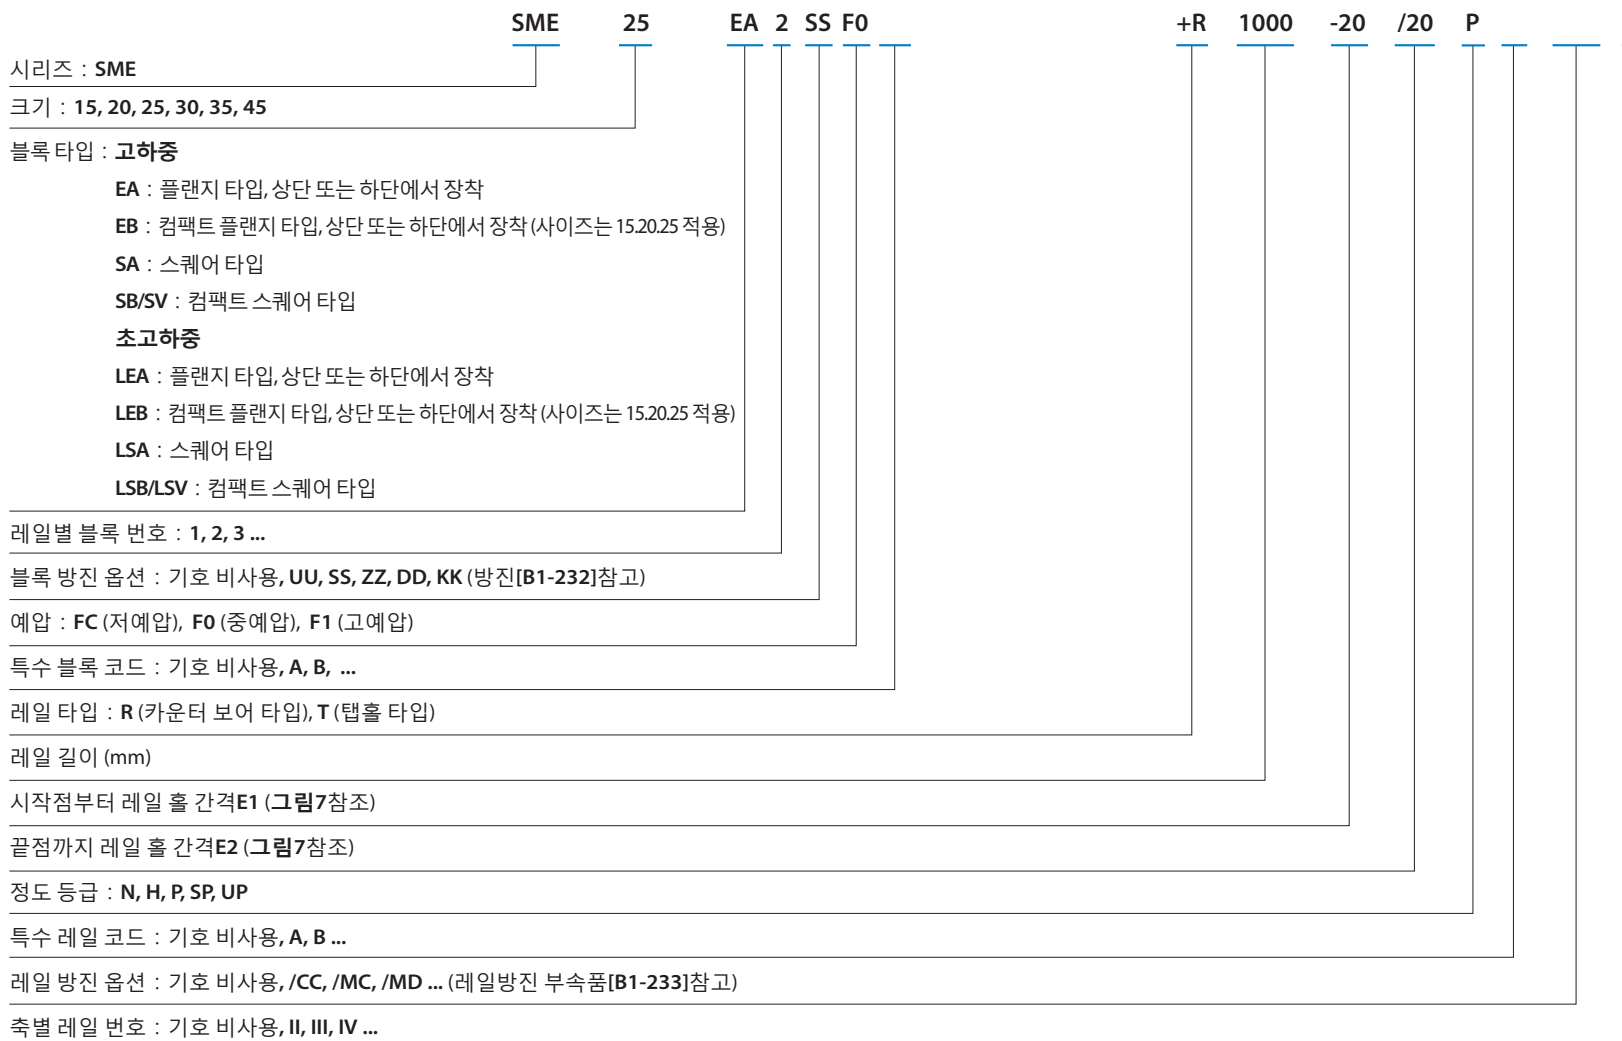 SME 25 EA 2 SS F0 +R 1000 -20 /20 P
시리즈 : SME
크기 : 15, 20, 25, 30, 35, 45
블록 타입 : 고하중
EA : 플랜지 타입, 상단 또는 하단에서 장착
EB : 컴팩트 플랜지 타입, 상단 또는 하단에서 장착 (사이즈는 15.20.25 적용)
SA : 스퀘어 타입
SB/SV : 컴팩트 스퀘어 타입
초고하중
LEA : 플랜지 타입, 상단 또는 하단에서 장착
LEB : 컴팩트 플랜지 타입, 상단 또는 하단에서 장착 (사이즈는 15.20.25 적용)
LSA : 스퀘어 타입
LSB/LSV : 컴팩트 스퀘어 타입
레일별 블록 번호 : 1, 2, 3 ...
블록 방진 옵션 : 기호 비사용, UU, SS, ZZ, DD, KK (방진[B1-232]참고)
예압 : FC (저예압), F0 (중예압), F1 (고예압)
특수 블록 코드 : 기호 비사용, A, B, ...
레일 타입 : R (카운터 보어 타입), T (탭홀 타입)
레일 길이 (mm)
시작점부터 레일 홀 간격E1 (그림7참조)
끝점까지 레일 홀 간격E2 (그림7참조)
정도 등급 : N, H, P, SP, UP
특수 레일 코드 : 기호 비사용, A, B ...
레일 방진 옵션 : 기호 비사용, /CC, /MC, /MD ... (레일방진 부속품[B1-233]참고)
축별 레일 번호 : 기호 비사용, II, III, IV ...